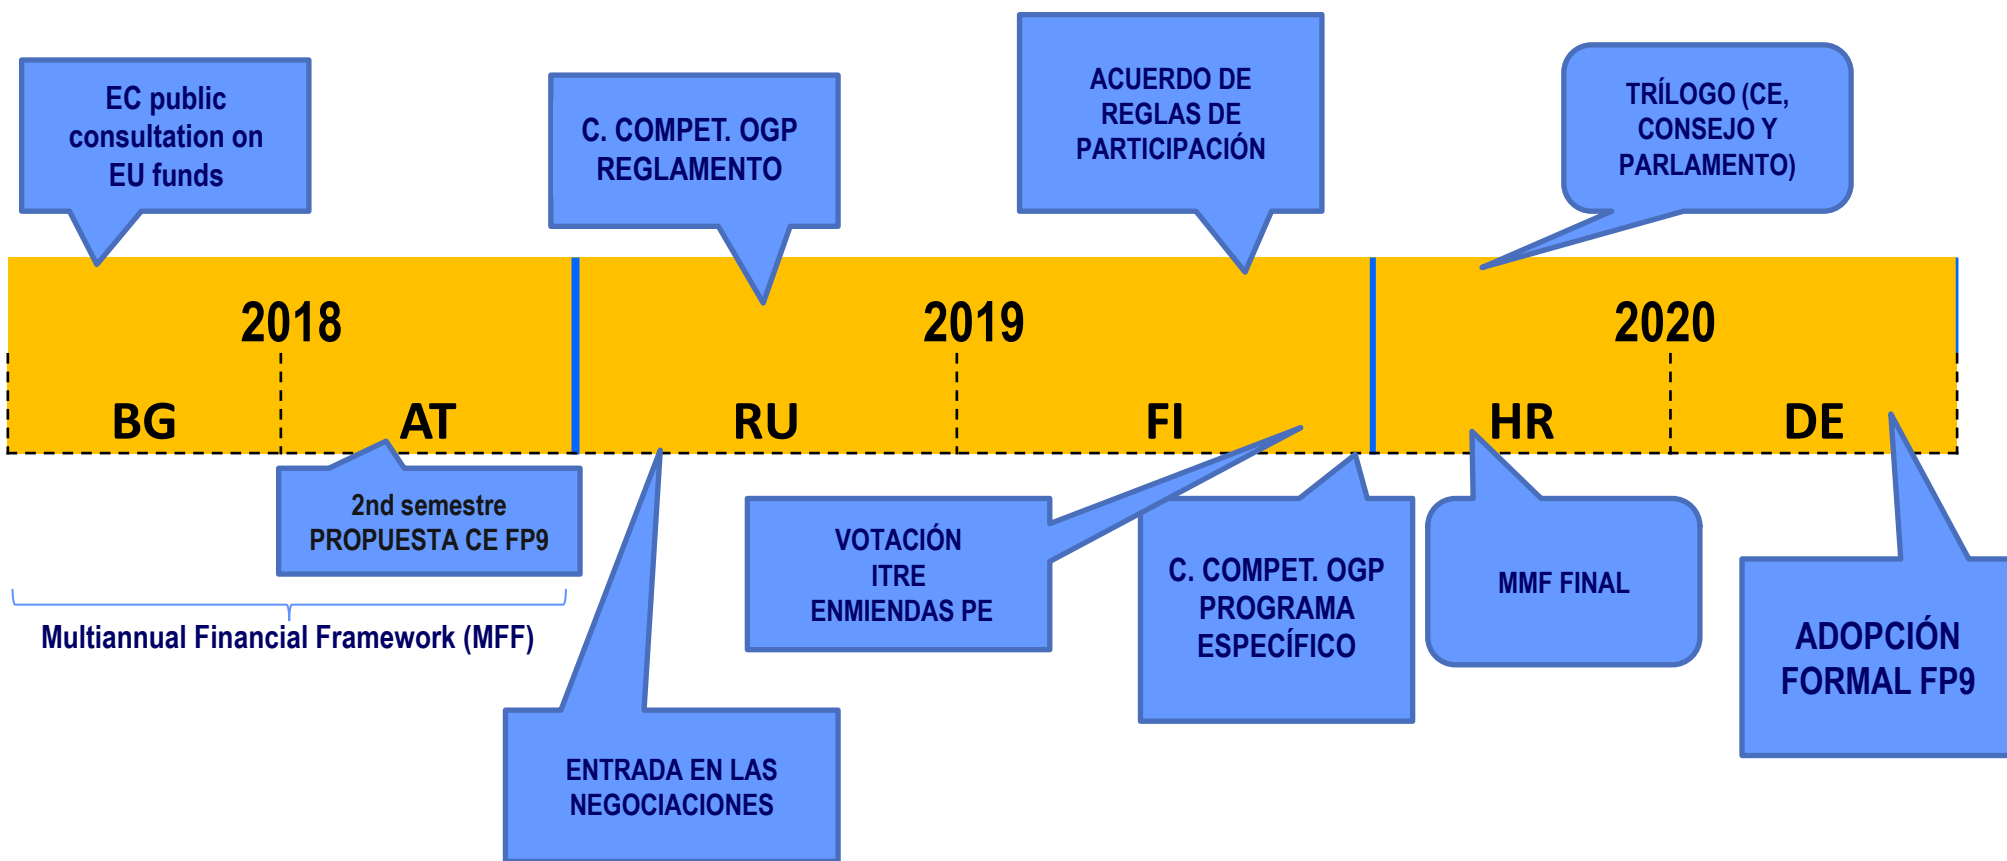 EC public
consultation on
EU funds
C. COMPET. OGP
REGLAMENTO
ACUERDO DE
REGLAS DE
PARTICIPACIÓN
TRÍLOGO (CE,
CONSEJO Y
PARLAMENTO)
2018
2019
2020
BG
AT
RU
FI
HR
DE
2nd semestre
PROPUESTA CE FP9
Multiannual Financial Framework (MFF)
ENTRADA EN LAS
NEGOCIACIONES
VOTACIÓN
ITRE
ENMIENDAS PE
C. COMPET. OGP
PROGRAMA
ESPECÍFICO
MMF FINAL
ADOPCIÓN
FORMAL FP9